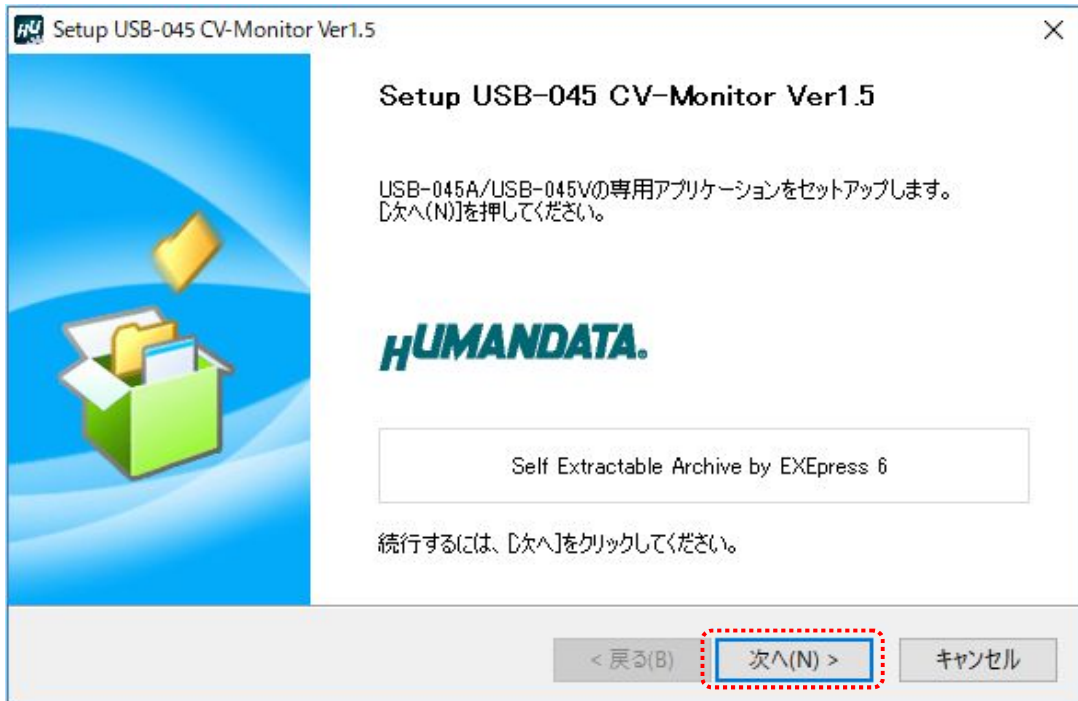 Setup USB-045 CV-Monitor Ver1.5
Setup USB-045 CV-Monitor Ver1.5
USB-045A/USB-045Vの専用アプリケーションをセットアップします。
[次へ(N)]を押してください。
HUMANDATA®
Self Extractable Archive by EXEpress 6
続行するには、[次へ]をクリックしてください。
< 戻る(B) 次へ(N) > キャンセル